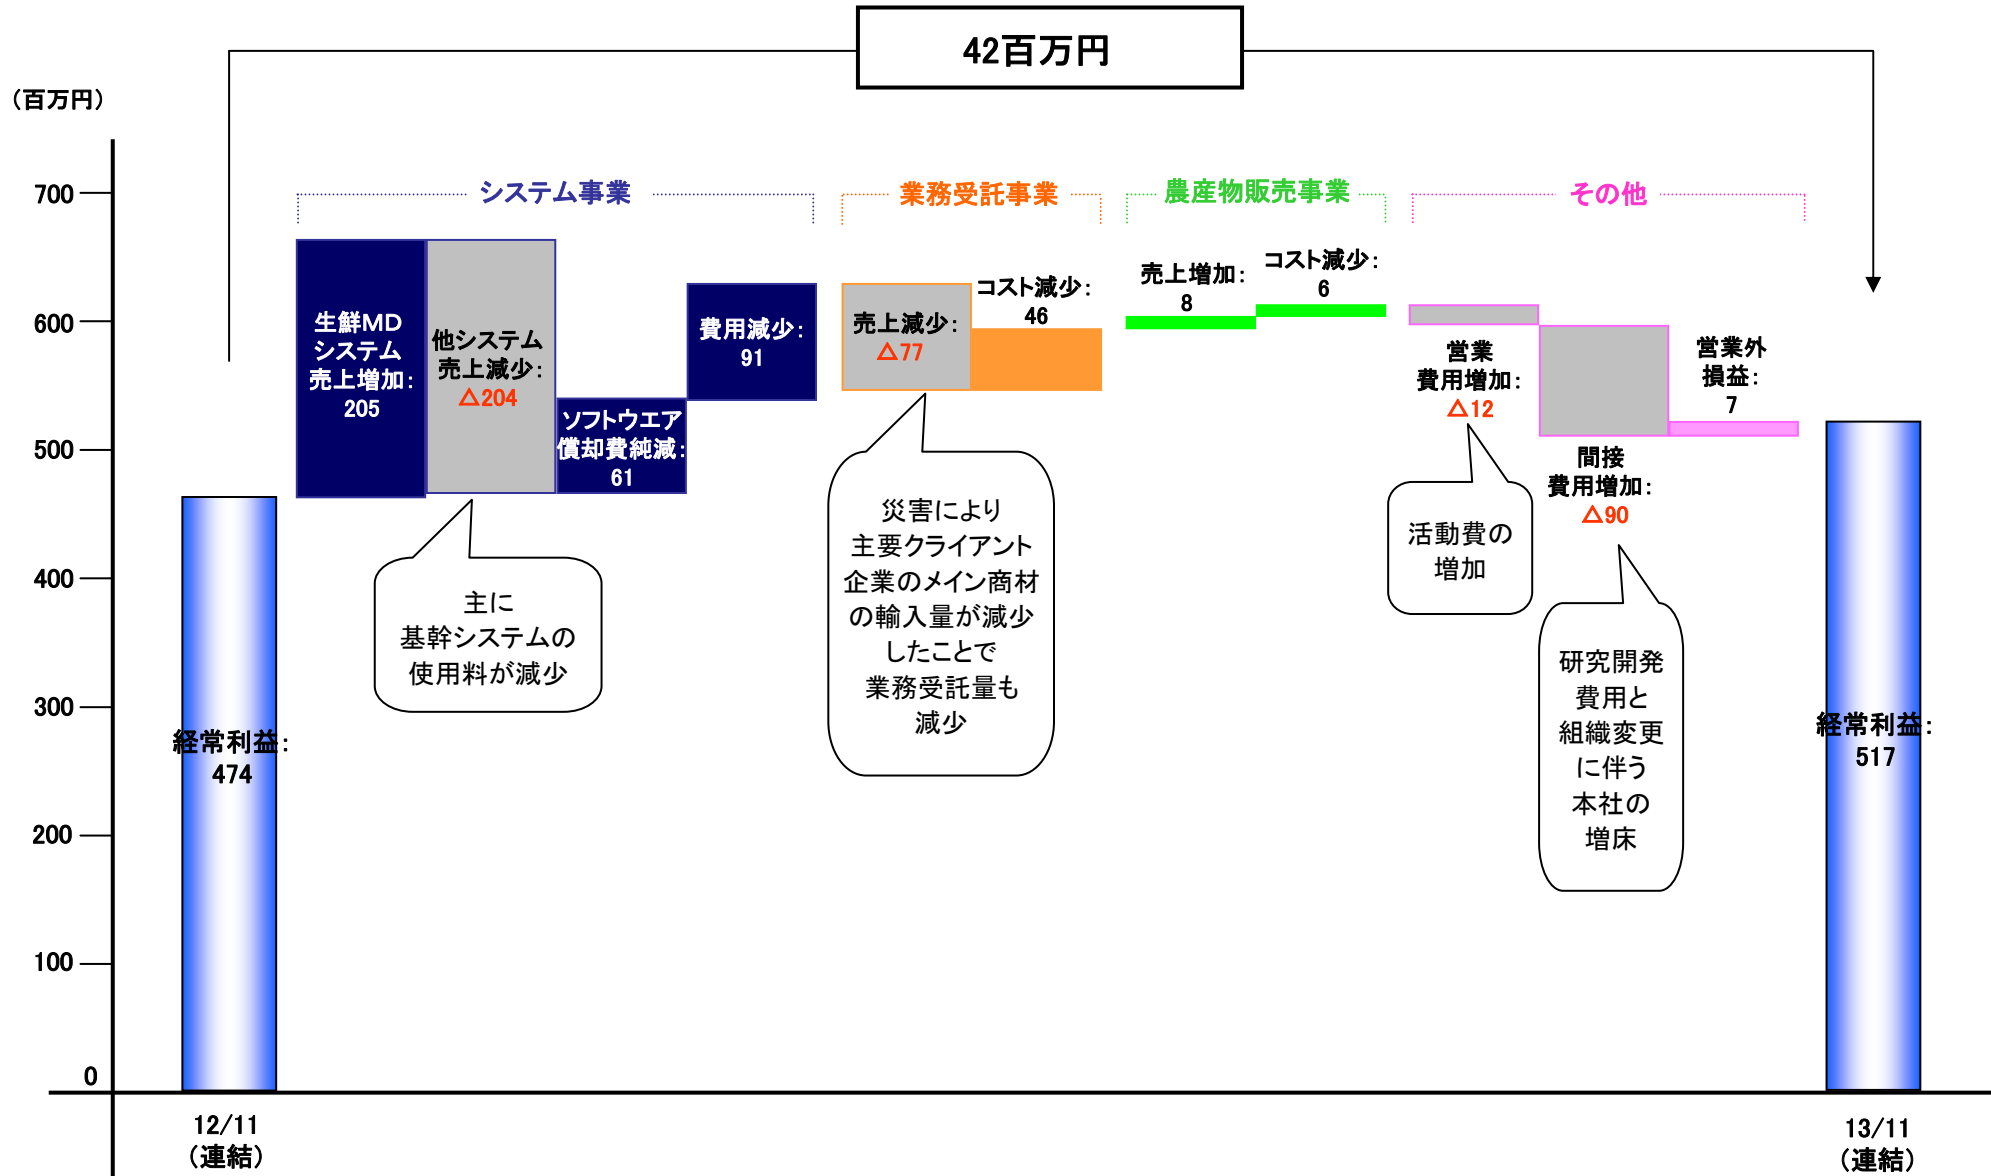 42百万円
（百万円）
700
600
500
400
300
200
100
0
システム事業
業務受託事業
農産物販売事業
その他
生鮮ＭＤ
システム
売上増加：
205
他システム
売上減少：
△204
ソフトウエア
償却費純減：
61
費用減少：
91
売上減少：
△77
コスト減少：
46
売上増加：
8
コスト減少：
6
営業
費用増加：
△12
間接
費用増加：
△90
営業外
損益：
7
主に
基幹システムの
使用料が減少
災害により
主要クライアント
企業のメイン商材
の輸入量が減少
したことで
業務受託量も
減少
活動費の
増加
研究開発
費用と
組織変更
に伴う
本社の
増床
経常利益：
474
経常利益：
517
12/11
（連結）
13/11
（連結）